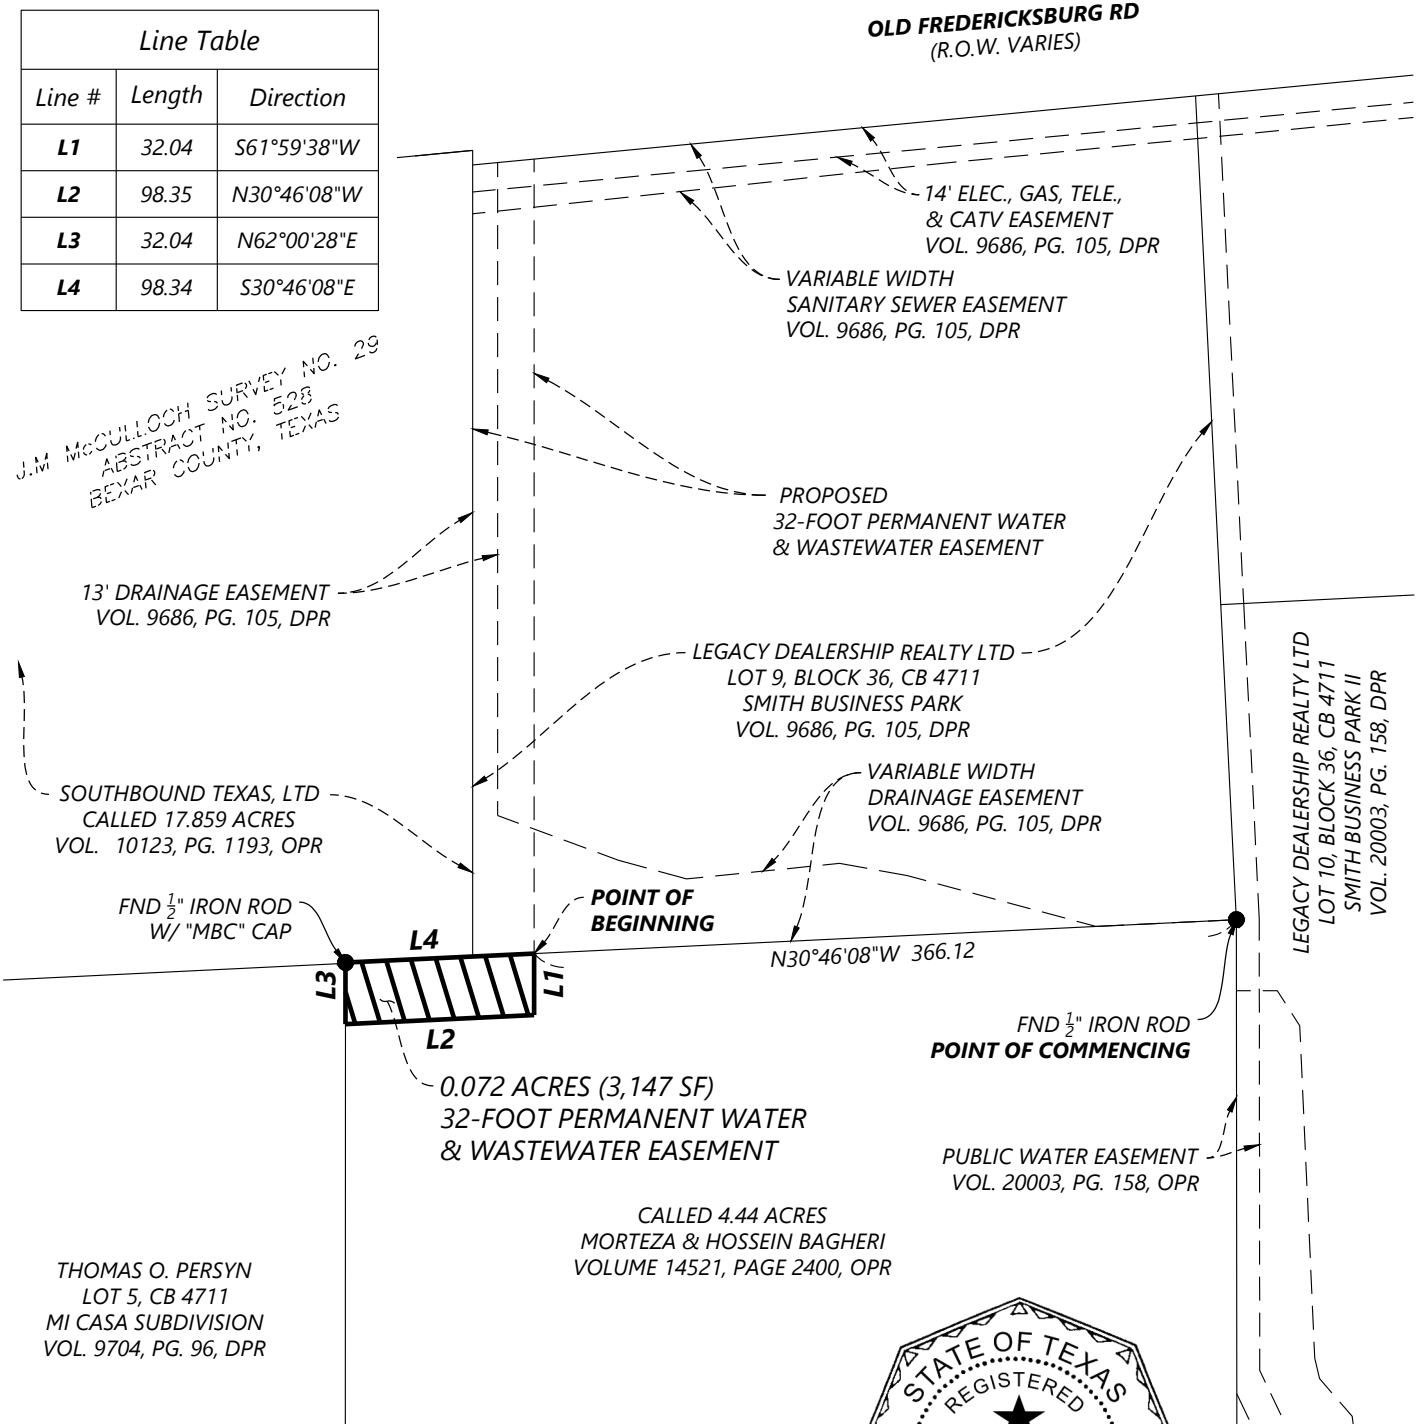 Line Table
Line # Length Direction
L1 32.04 S61°59'38"W
L2 98.35 N30°46'08"W
L3 32.04 N62°00'28"E
L4 98.34 S30°46'08"E
OLD FREDERICKSBURG RD
(R.O.W. VARIES)
14' ELEC., GAS, TELE.,
& CATV EASEMENT
VOL. 9686, PG. 105, DPR
VARIABLE WIDTH
SANITARY SEWER EASEMENT
VOL. 9686, PG. 105, DPR
J.M McCULLOCH SURVEY NO. 29
ABSTRACT NO. 528
BEXAR COUNTY, TEXAS
PROPOSED
32-FOOT PERMANENT WATER
& WASTEWATER EASEMENT
13' DRAINAGE EASEMENT
VOL. 9686, PG. 105, DPR
LEGACY DEALERSHIP REALTY LTD
LOT 9, BLOCK 36, CB 4711
SMITH BUSINESS PARK
VOL. 9686, PG. 105, DPR
LEGACY DEALERSHIP REALTY LTD
LOT 10, BLOCK 36, CB 4711
SMITH BUSINESS PARK II
VOL. 20003, PG. 158, DPR
SOUTHBOUND TEXAS, LTD
CALLED 17.859 ACRES
VOL. 10123, PG. 1193, OPR
VARIABLE WIDTH
DRAINAGE EASEMENT
VOL. 9686, PG. 105, DPR
FND ½" IRON ROD
W/ "MBC" CAP
POINT OF
BEGINNING
L4
L3
L1
L2
N30°46'08"W 366.12
FND ½" IRON ROD
POINT OF COMMENCING
0.072 ACRES (3,147 SF)
32-FOOT PERMANENT WATER
& WASTEWATER EASEMENT
PUBLIC WATER EASEMENT
VOL. 20003, PG. 158, OPR
CALLED 4.44 ACRES
MORTEZA & HOSSEIN BAGHERI
VOLUME 14521, PAGE 2400, OPR
THOMAS O. PERSYN
LOT 5, CB 4711
MI CASA SUBDIVISION
VOL. 9704, PG. 96, DPR
STATE OF TEXAS
REGISTERED